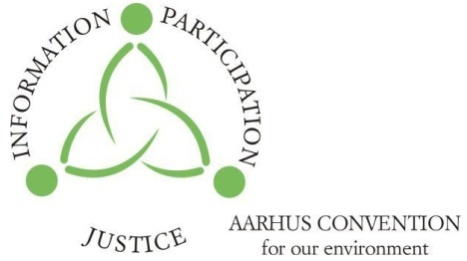 INFORMATION
PARTICIPATION
JUSTICE
AARHUS CONVENTION
for our environment